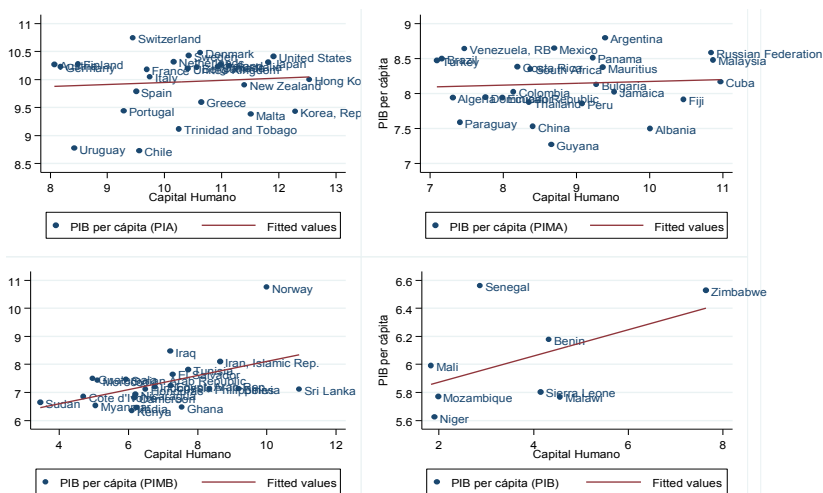 11
10.5
10
9.5
9
8.5
Switzerland
Denmark
Finland
Germany
France
Italy
United States
Japan
Hong Ko
New Zealand
Spain
Greece
Portugal
Malta
Korea, Rep
Trinidad and Tobago
Uruguay
Chile
8 9 10 11 12 13
Capital Humano
PIB per cápita (PIA) Fitted values
PIB per cápita
9
8.5
8
7.5
7
Argentina
Venezuela, RB
Mexico
Russian Federation
Brazil
Turkey
Panama
Malaysia
Costa Rica
South Africa
Mauritius
Cuba
Bulgaria
Colombia
Jamaica
Algeria
Thailand
Peru
Fiji
Paraguay
China
Albania
Guyana
7 8 9 10 11
Capital Humano
PIB per cápita (PIMA) Fitted values
11
10
9
8
7
6
Norway
Iraq
Iran, Islamic Rep.
Tunisia
El Salvador
Sri Lanka
Sudan
Cote d'Ivoire
Nicaragua
Cameroon
Myanmar
India
Kenya
Ghana
4 6 8 10 12
Capital Humano
PIB per cápita (PIMB) Fitted values
PIB per cápita
6.6
6.4
6.2
6
5.8
5.6
Senegal
Zimbabwe
Benin
Mali
Sierra Leone
Malawi
Mozambique
Niger
2 4 6 8
Capital Humano
PIB per cápita (PIB) Fitted values